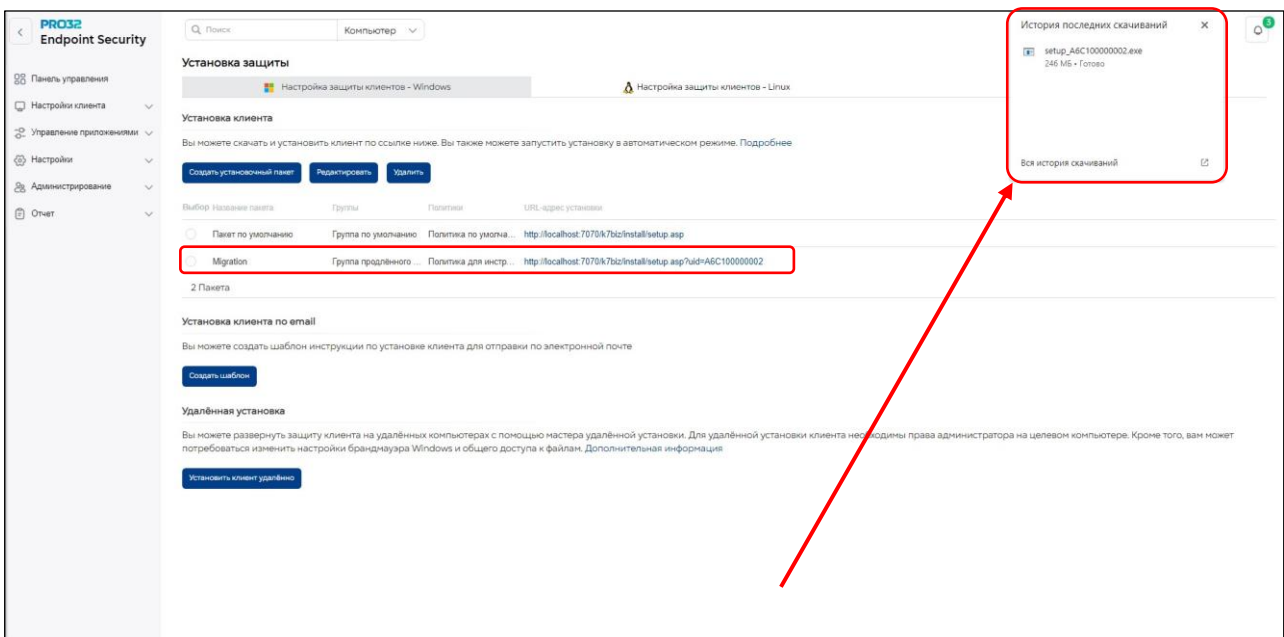 PRO32
Endpoint Security
Поиск
Компьютер
История последних скачиваний
setup_A6C100000002.exe
246 МБ • Готово
Вся история скачиваний
3
Панель управления
Настройки клиента
Управление приложениями
Настройки
Администрирование
Отчет
Установка защиты
Настройка защиты клиентов - Windows
Настройка защиты клиентов - Linux
Установка клиента
Вы можете скачать и установить клиент по ссылке ниже. Вы также можете запустить установку в автоматическом режиме. Подробнее
Создать установочный пакет
Редактировать
Удалить
Выбор Название пакета Группы Политики URL-адрес установки
Пакет по умолчанию Группа по умолчанию Политика по умолча... http://localhost:7070/k7biz/install/setup.asp
Migration Группа продлённого ... Политика для инстр... http://localhost:7070/k7biz/install/setup.asp?uid=A6C100000002
2 Пакета
Установка клиента по email
Вы можете создать шаблон инструкции по установке клиента для отправки по электронной почте
Создать шаблон
Удалённая установка
Вы можете развернуть защиту клиента на удалённых компьютерах с помощью мастера удалённой установки. Для удалённой установки клиента необходимы права администратора на целевом компьютере. Кроме того, вам может
потребоваться изменить настройки брандмауэра Windows и общего доступа к файлам. Дополнительная информация
Установить клиент удалённо